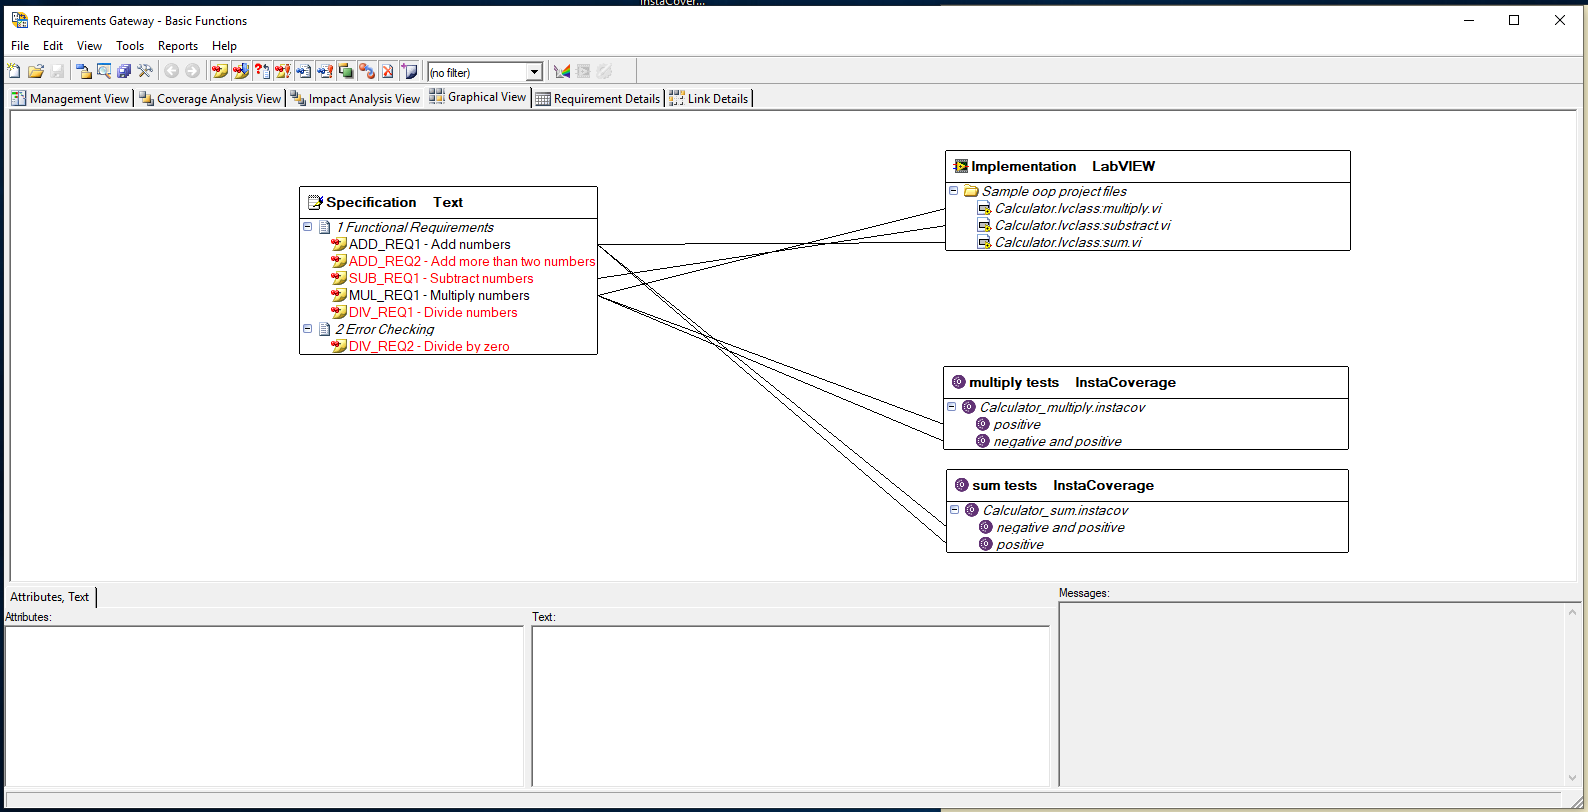 InstaCover...
Requirements Gateway - Basic Functions
File Edit View Tools Reports Help
(no filter)
Management View Coverage Analysis View Impact Analysis View Graphical View Requirement Details Link Details
Specification Text
1 Functional Requirements
ADD_REQ1 - Add numbers
ADD_REQ2 - Add more than two numbers
SUB_REQ1 - Subtract numbers
MUL_REQ1 - Multiply numbers
DIV_REQ1 - Divide numbers
2 Error Checking
DIV_REQ2 - Divide by zero
Implementation LabVIEW
Sample oop project files
Calculator.lvclass:multiply.vi
Calculator.lvclass:substract.vi
Calculator.lvclass:sum.vi
multiply tests InstaCoverage
Calculator_multiply.instacov
positive
negative and positive
sum tests InstaCoverage
Calculator_sum.instacov
negative and positive
positive
Attributes, Text
Attributes:
Text:
Messages: